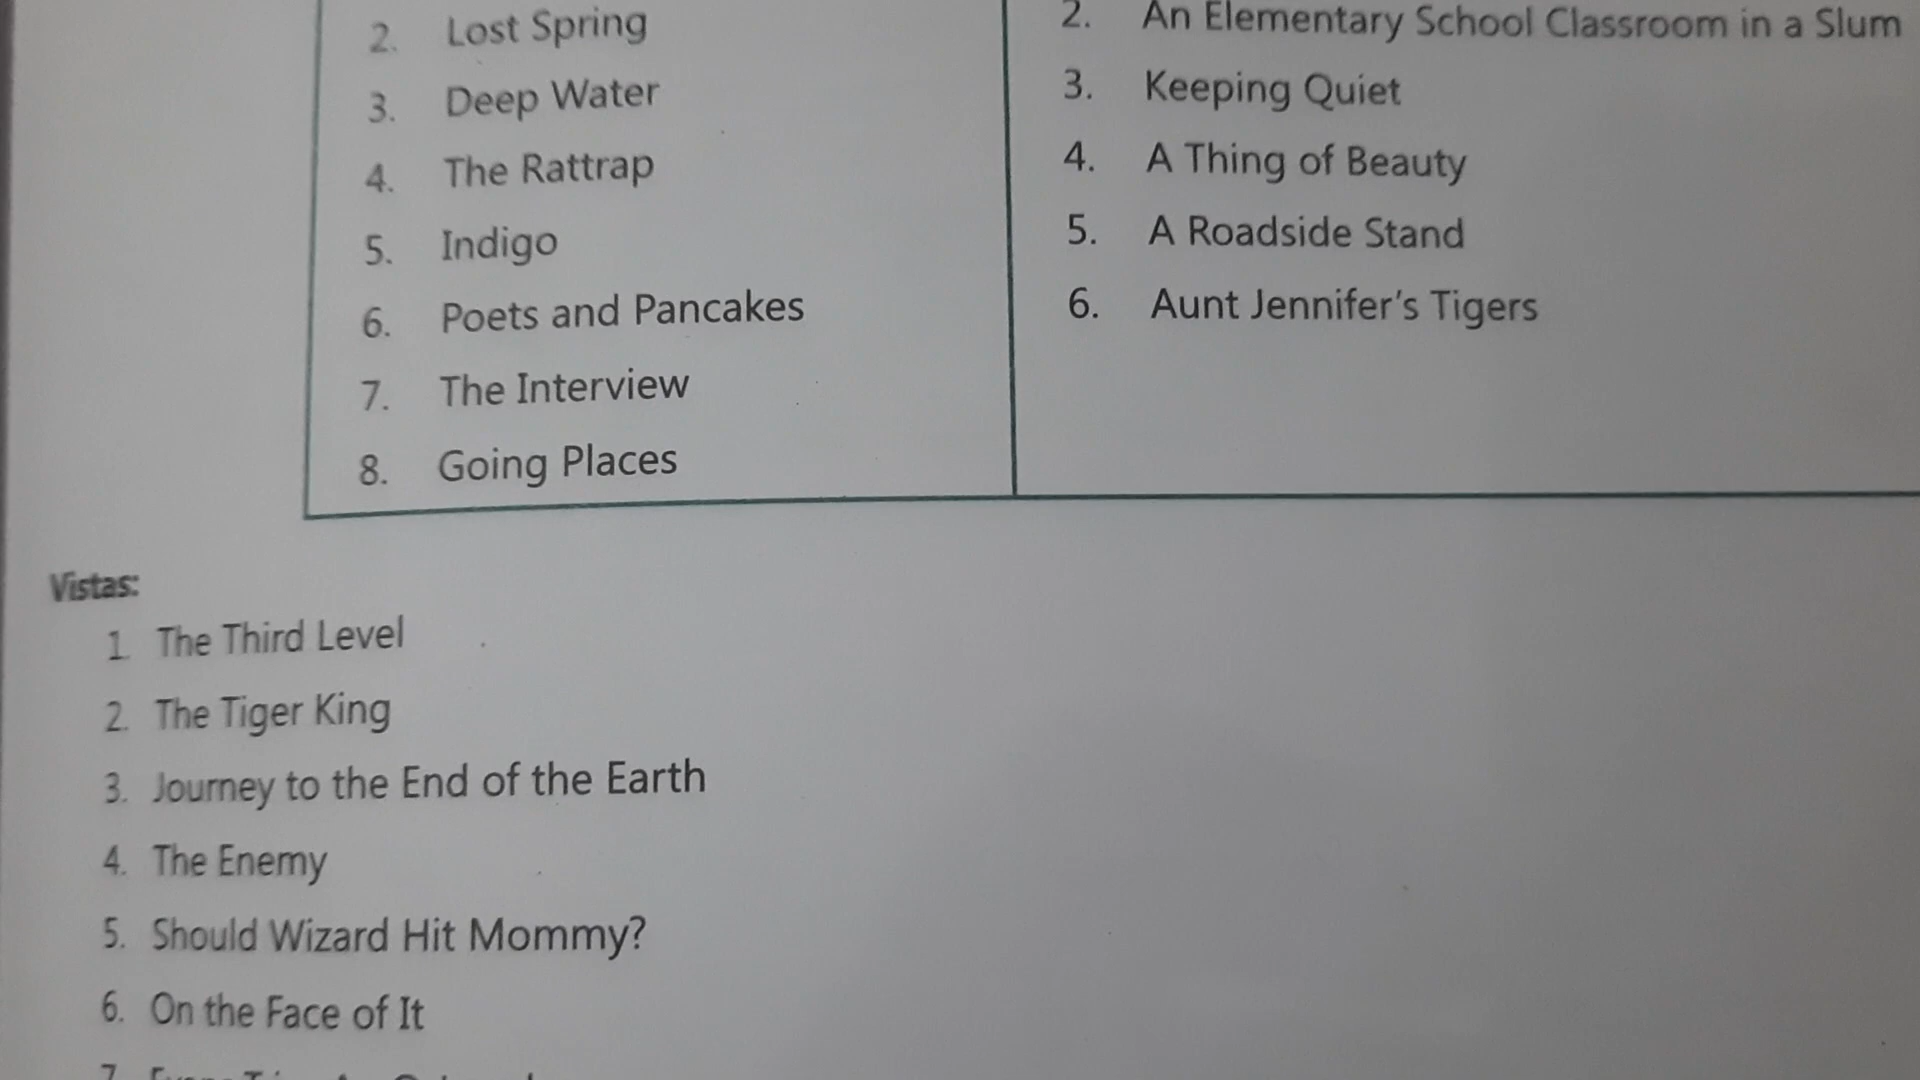 2. Lost Spring
3. Deep Water
4. The Rattrap
5. Indigo
6. Poets and Pancakes
7. The Interview
8. Going Places
2. An Elementary School Classroom in a Slum
3. Keeping Quiet
4. A Thing of Beauty
5. A Roadside Stand
6. Aunt Jennifer's Tigers
Vistas:
1. The Third Level
2. The Tiger King
3. Journey to the End of the Earth
4. The Enemy
5. Should Wizard Hit Mommy?
6. On the Face of It
7.